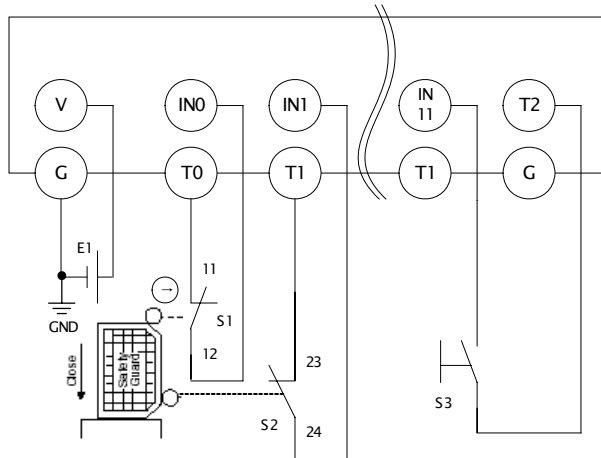 V
IN0
IN1
IN
11
T2
G
T0
T1
T1
G
E1
GND
11
S1
12
Close
Safety
Guard
23
S2
24
S3